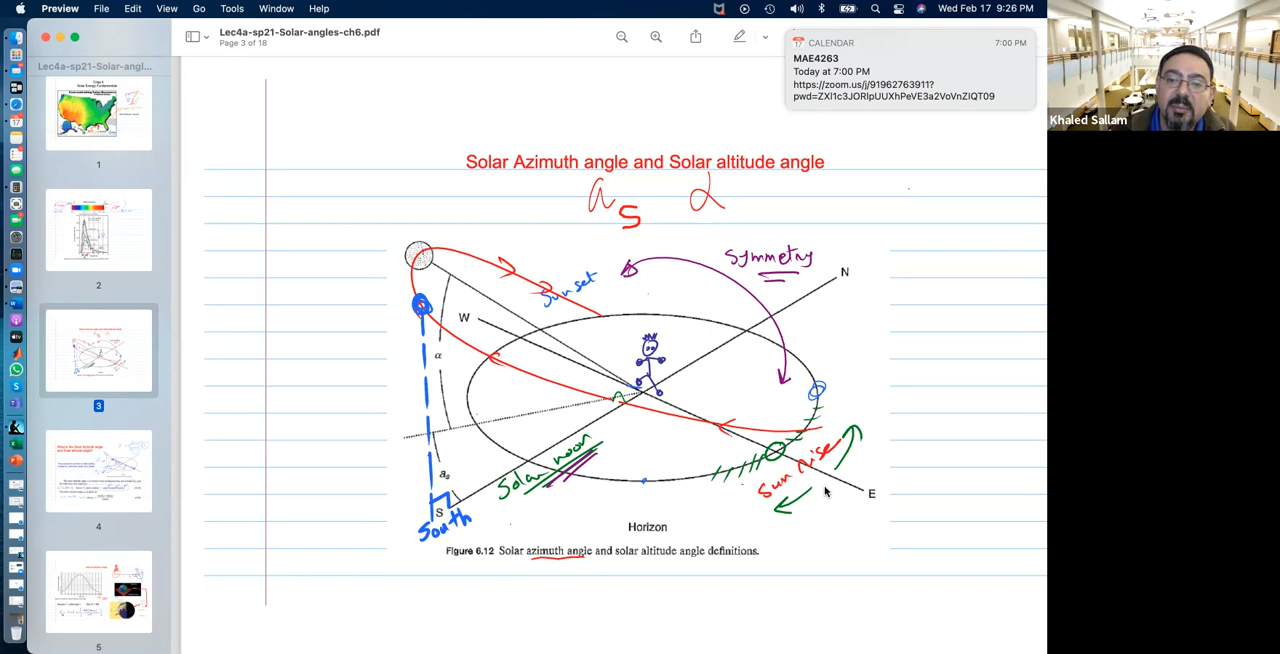 Preview File Edit View Go Tools Window Help
Wed Feb 17 9:26 PM
Lec4a-sp21-Solar-angles-ch6.pdf
Page 3 of 18
CALENDAR 7:00 PM
MAE4263
Today at 7:00 PM
https://zoom.us/j/91962763911?
pwd=ZXl1c3JORlpUUXhPeVE3a2VoVnZIQT09
Khaled Sallam
Lec4a-sp21-Solar-angl...
1
2
3
4
5
Solar Azimuth angle and Solar altitude angle
a s α
Symmetry
Sunset
N
W
α
Solar noon
Sun rise
as
S
South
E
Horizon
Figure 6.12 Solar azimuth angle and solar altitude angle definitions.